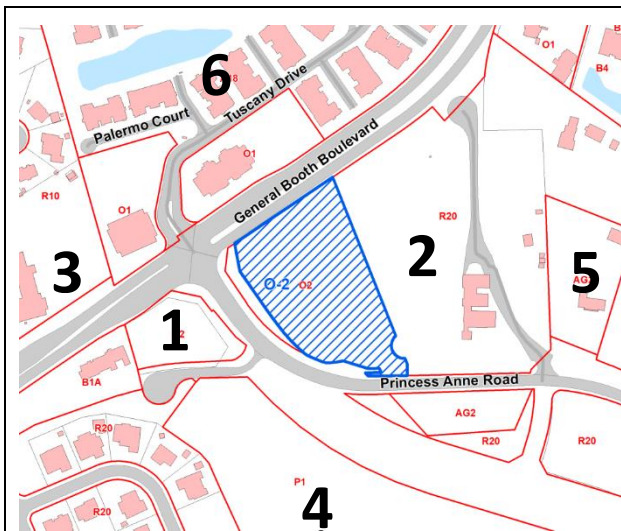 O1
B4
6
Tuscany Drive
Palermo Court
O1
General Booth Boulevard
R10
O1
R20
3
2
5
O-2
O2
1
B1A
Princess Anne Road
AG2
R20
R20
R20
P1
4
R20